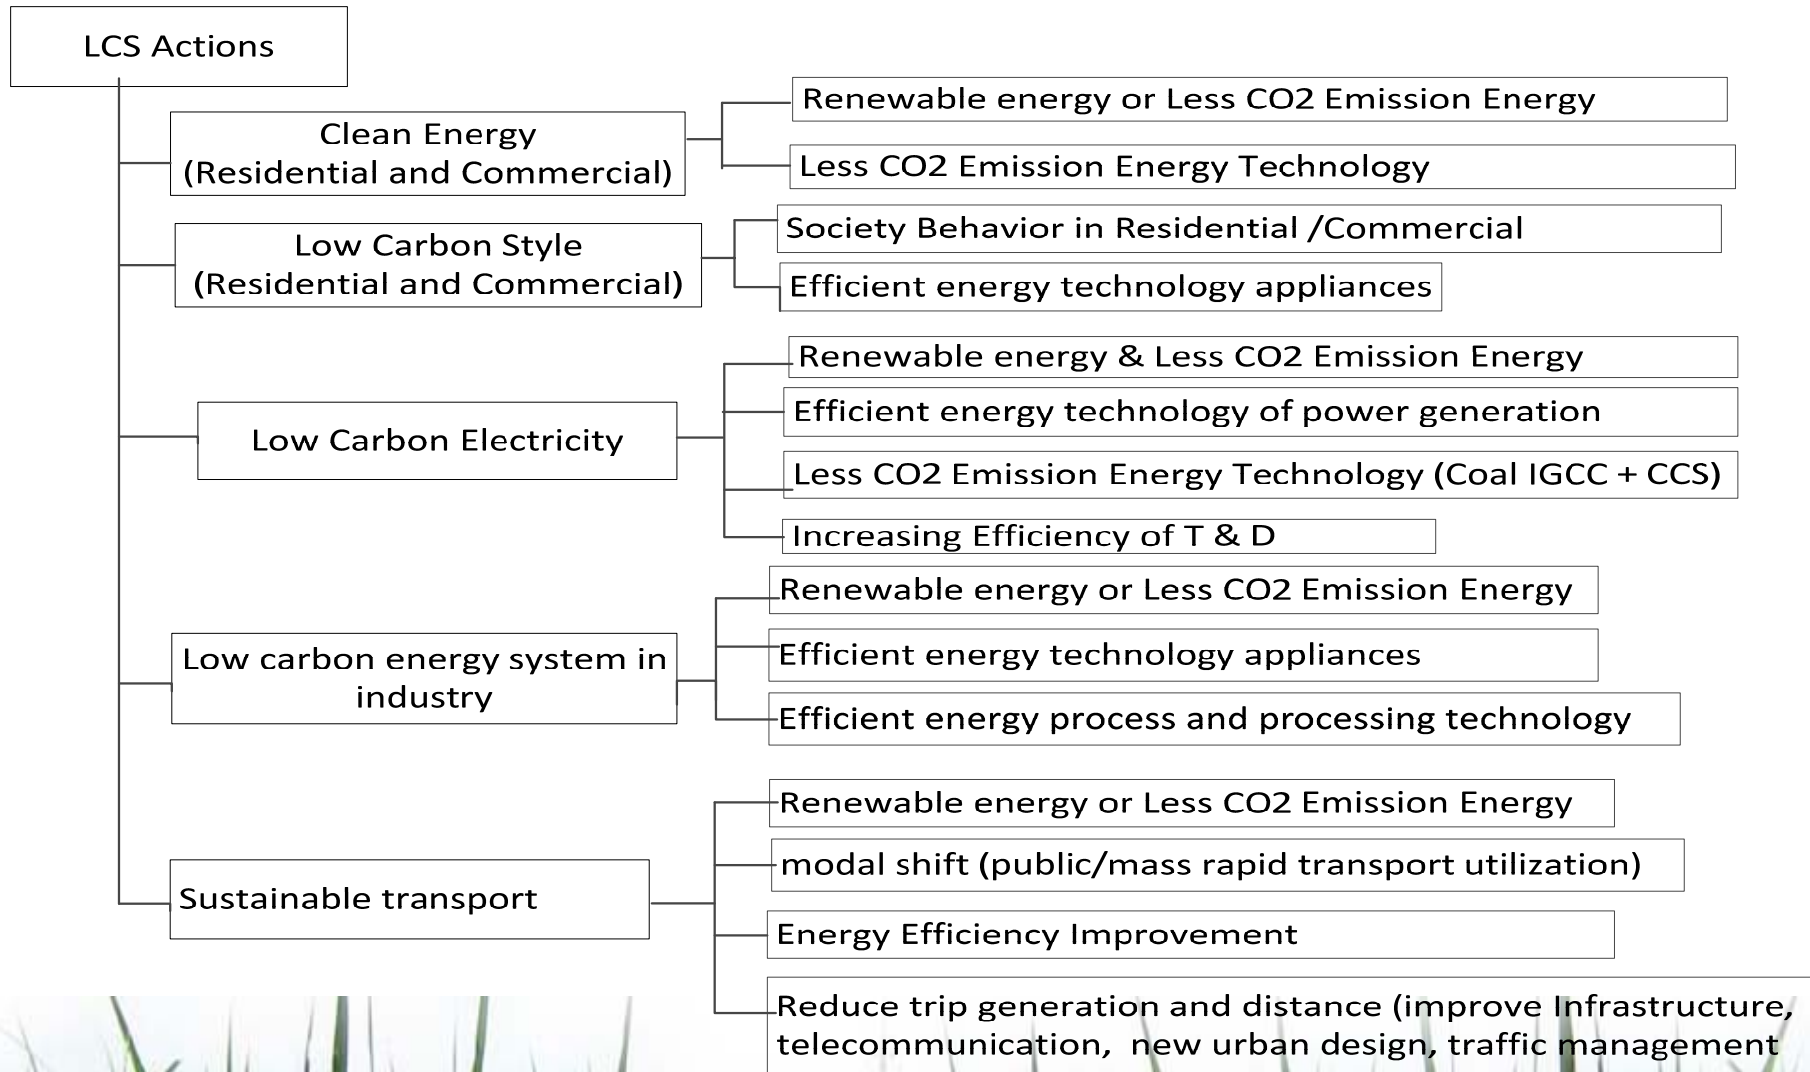 LCS Actions
Clean Energy
(Residential and Commercial)
Renewable energy or Less CO2 Emission Energy
Less CO2 Emission Energy Technology
Low Carbon Style
(Residential and Commercial)
Society Behavior in Residential /Commercial
Efficient energy technology appliances
Low Carbon Electricity
Renewable energy & Less CO2 Emission Energy
Efficient energy technology of power generation
Less CO2 Emission Energy Technology (Coal IGCC + CCS)
Increasing Efficiency of T & D
Low carbon energy system in
industry
Renewable energy or Less CO2 Emission Energy
Efficient energy technology appliances
Efficient energy process and processing technology
Sustainable transport
Renewable energy or Less CO2 Emission Energy
modal shift (public/mass rapid transport utilization)
Energy Efficiency Improvement
Reduce trip generation and distance (improve Infrastructure,
telecommunication, new urban design, traffic management